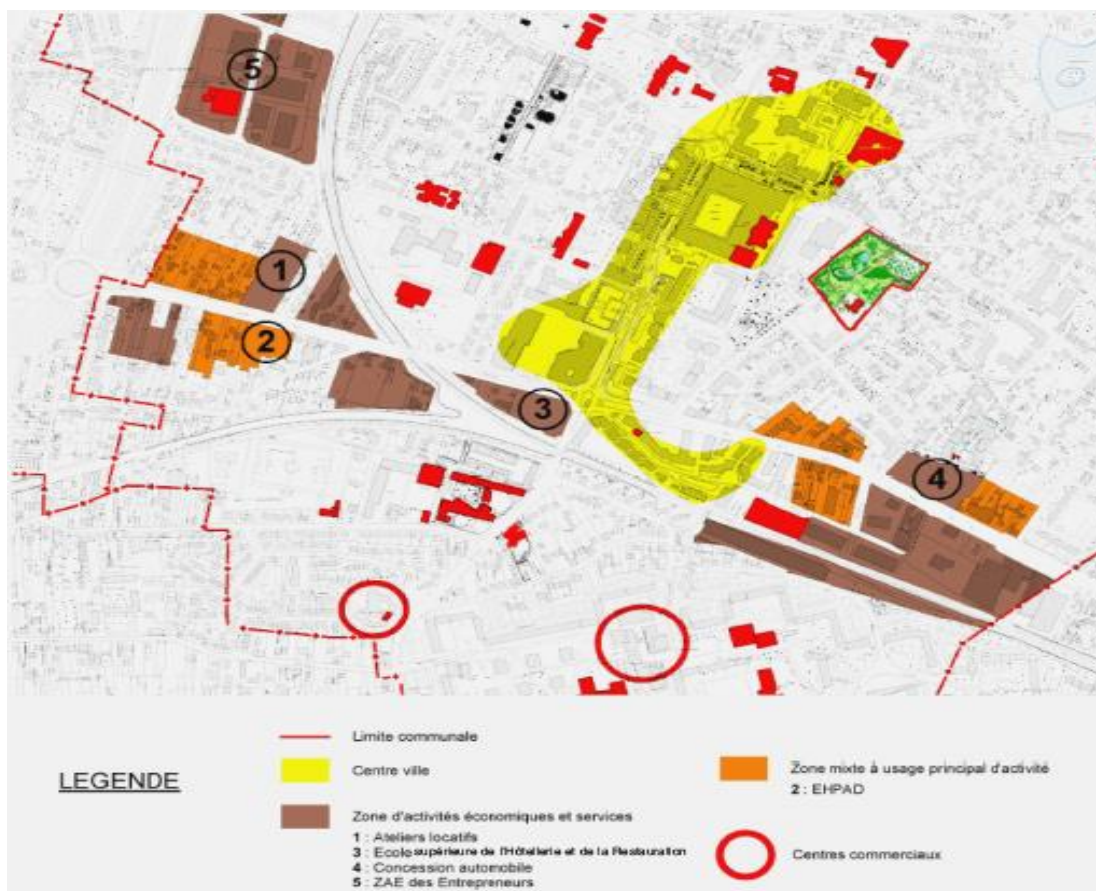 5
1
2
3
4
LEGENDE
Limite communale
Centre ville
Zone d'activités économiques et services
1 : Ateliers locatifs
3 : Ecole supérieure de l'Hôtellerie et de la Restauration
4 : Concession automobile
5 : ZAE des Entrepreneurs
Zone mixte à usage principal d'activité
2 : EHPAD
Centres commerciaux